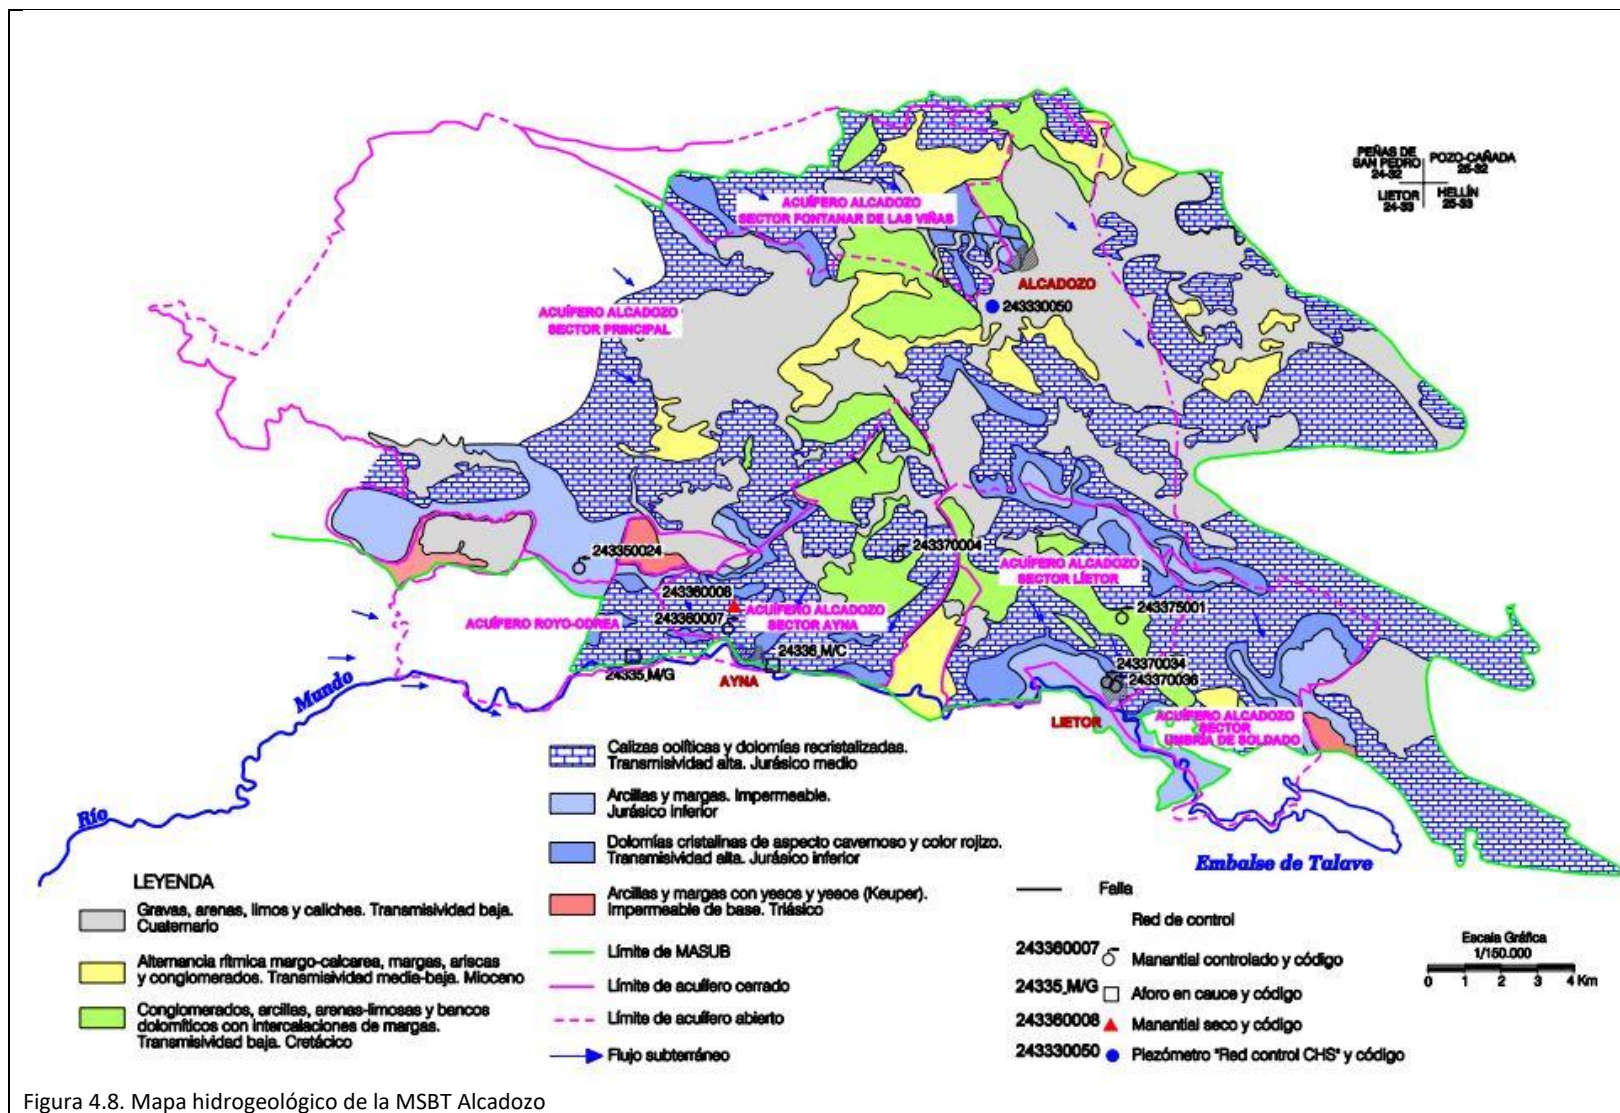 PEÑAS DE
SAN PEDRO
24-32
POZO-CAÑADA
25-32
LIETOR
24-33
HELLÍN
25-33
ACUÍFERO ALCADOZO
SECTOR FONTANAR DE LAS VIÑAS
ALCADOZO
243330050
ACUÍFERO ALCADOZO
SECTOR PRINCIPAL
243350024
243370004
ACUÍFERO ALCADOZO
SECTOR LÍETOR
243360008
243360007
ACUÍFERO ALCADOZO
SECTOR AYNA
243375001
ACUÍFERO ROYO-ODREA
24336_M/C
24335_M/G
AYNA
243370034
243370036
LIETOR
ACUÍFERO ALCADOZO
SECTOR
UMBRÍA DE SOLDADO
Río
Mundo
Embalse de Talave
LEYENDA
Gravas, arenas, limos y caliches. Transmisividad baja.
Cuaternario
Alternancia rítmica margo-calcarea, margas, ariscas
y conglomerados. Transmisividad media-baja. Mioceno
Conglomerados, arcillas, arenas-limosas y bancos
dolomíticos con intercalaciones de margas.
Transmisividad baja. Cretácico
Calizas oolíticas y dolomías recristalizadas.
Transmisividad alta. Jurásico medio
Arcillas y margas. Impermeable.
Jurásico inferior
Dolomías cristalinas de aspecto cavernoso y color rojizo.
Transmisividad alta. Jurásico inferior
Arcillas y margas con yesos y yesos (Keuper).
Impermeable de base. Triásico
Límite de MASUB
Límite de acuífero cerrado
Límite de acuífero abierto
Flujo subterráneo
Falla
Red de control
243360007 Manantial controlado y código
24335_M/G Aforo en cauce y código
243360008 Manantial seco y código
243330050 Piezómetro "Red control CHS" y código
Escala Gráfica
1/150.000
0 1 2 3 4 Km
Figura 4.8. Mapa hidrogeológico de la MSBT Alcadozo